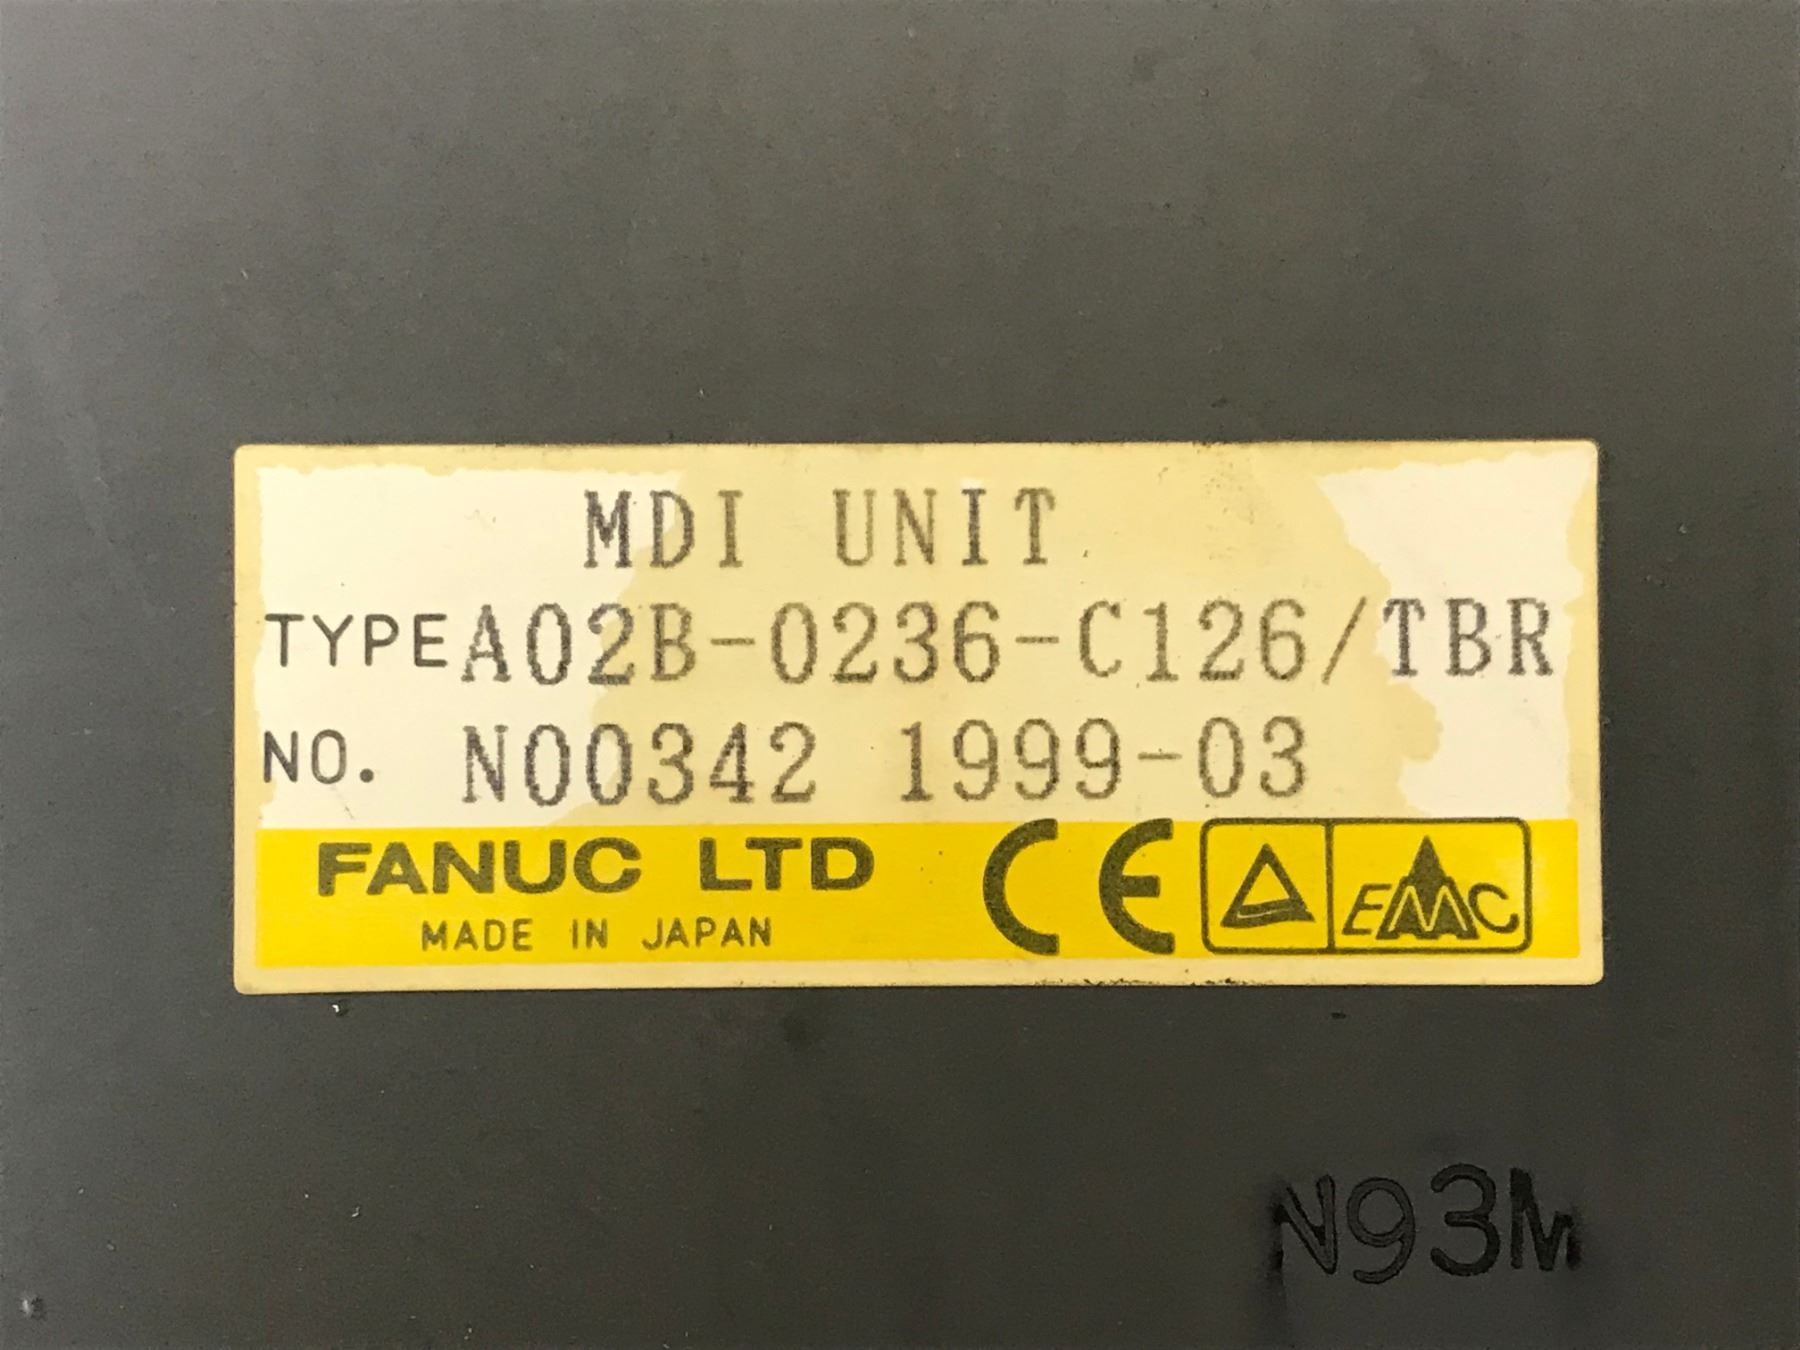 MDI UNIT
TYPE A02B-0236-C126/TBR
NO. N00342 1999-03
FANUC LTD
MADE IN JAPAN
CE
EMC
N93M